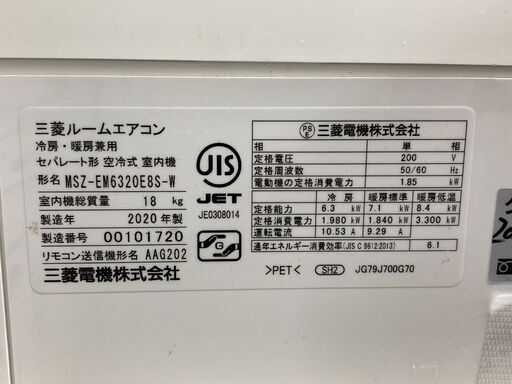 三菱ルームエアコン
冷房・暖房兼用
セパレート形 空冷式 室内機
形名 MSZ-EM6320E8S-W
室内機総質量 18 kg
製造年 2020 年製
製造番号 00101720
リモコン送信機形名 AAG202
三菱電機株式会社
JIS
JET
JE0308014
PS E 三菱電機株式会社
相 単
定格電圧 200 V
定格周波数 50/60 Hz
電動機の定格消費電力 1.85 kW
冷 房 暖房標準 暖房低温
定格能力 6.3 kW 7.1 kW 8.4 kW
定格消費電力 1.980 kW 1.840 kW 3.300 kW
運転電流 10.53 A 9.29 A
通年エネルギー消費効率(JIS C 9612:2013) 6.1
>PET< SH2 JG79J700G70